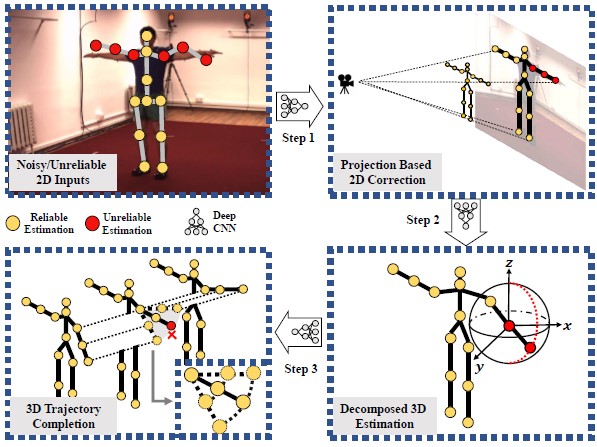 Noisy/Unreliable
2D Inputs
Step 1
Projection Based
2D Correction
Reliable
Estimation
Unreliable
Estimation
Deep
CNN
Step 2
3D Trajectory
Completion
Step 3
z
x
y
Decomposed 3D
Estimation